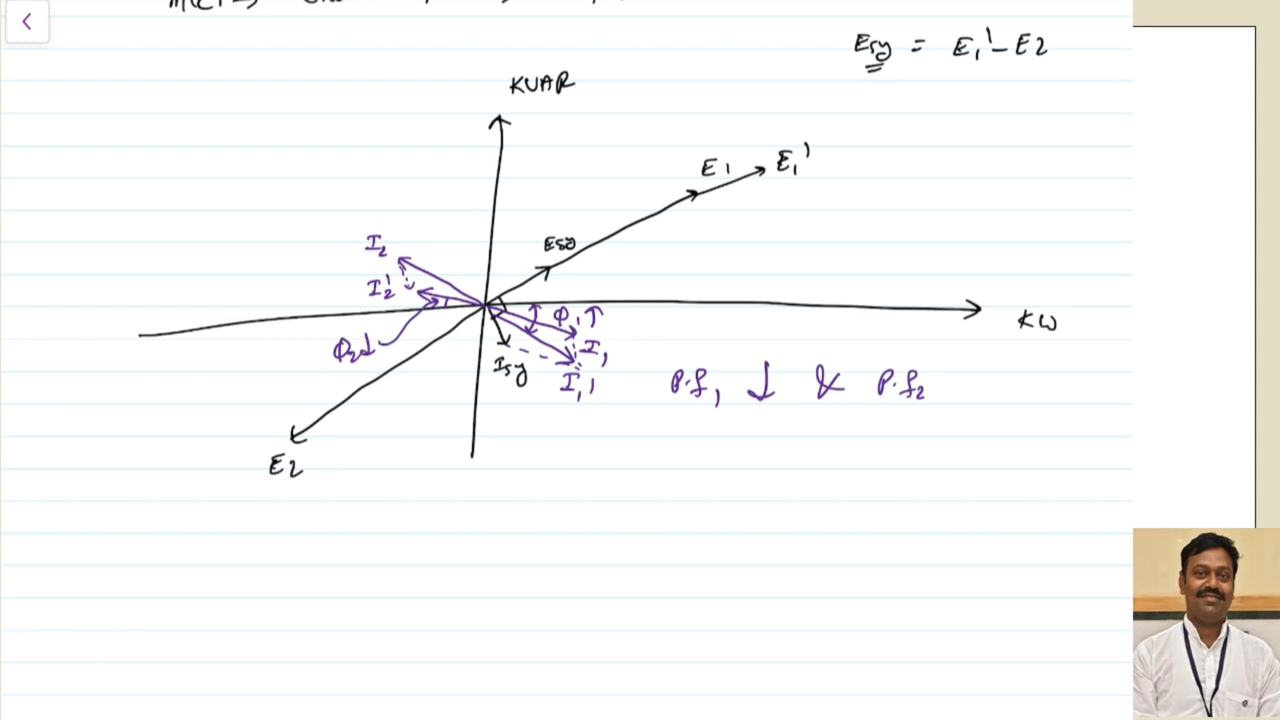 Esy = E₁' - E2
KVAR
E1 E₁'
Esy
I₂
I₂'
Φ₁↑
KW
Φ₂↓
I₁
Isy
I₁'
P.f₁ ↓ & P.f₂
E2